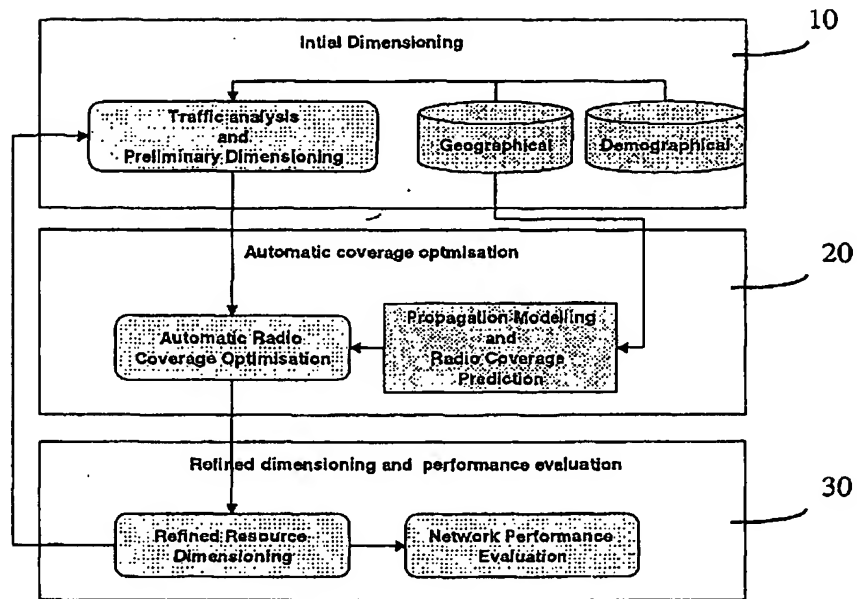 10
Intial Dimensioning
Traffic analysis
and
Preliminary Dimensioning
Geographical
Demographical
20
Automatic coverage optmisation
Automatic Radio
Coverage Optimisation
Propagation Modelling
and
Radio Coverage
Prediction
30
Refined dimensioning and performance evaluation
Refined Resource
Dimensioning
Network Performance
Evaluation